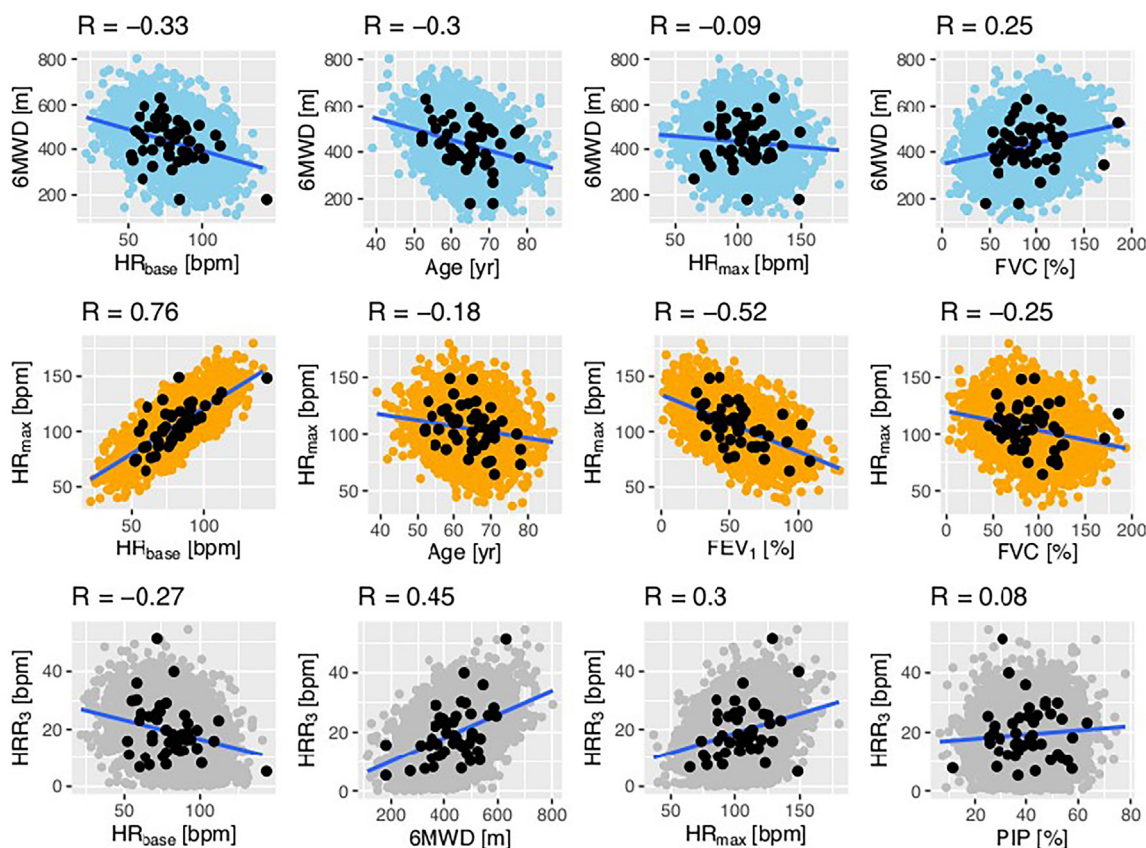 R = −0.33 R = −0.3 R = −0.09 R = 0.25
6MWD [m] 6MWD [m] 6MWD [m] 6MWD [m]
800 800 800 800
600 600 600 600
400 400 400 400
200 200 200 200
50 100 40 50 60 70 80 50 100 150 0 50 100 150 200
HRbase [bpm] Age [yr] HRmax [bpm] FVC [%]
R = 0.76 R = −0.18 R = −0.52 R = −0.25
HRmax [bpm] HRmax [bpm] HRmax [bpm] HRmax [bpm]
150 150 150 150
100 100 100 100
50 50 50 50
50 100 40 50 60 70 80 0 50 100 0 50 100 150 200
HRbase [bpm] Age [yr] FEV1 [%] FVC [%]
R = −0.27 R = 0.45 R = 0.3 R = 0.08
HRR3 [bpm] HRR3 [bpm] HRR3 [bpm] HRR3 [bpm]
40 40 40 40
20 20 20 20
0 0 0 0
50 100 200 400 600 800 50 100 150 20 40 60 80
HRbase [bpm] 6MWD [m] HRmax [bpm] PIP [%]